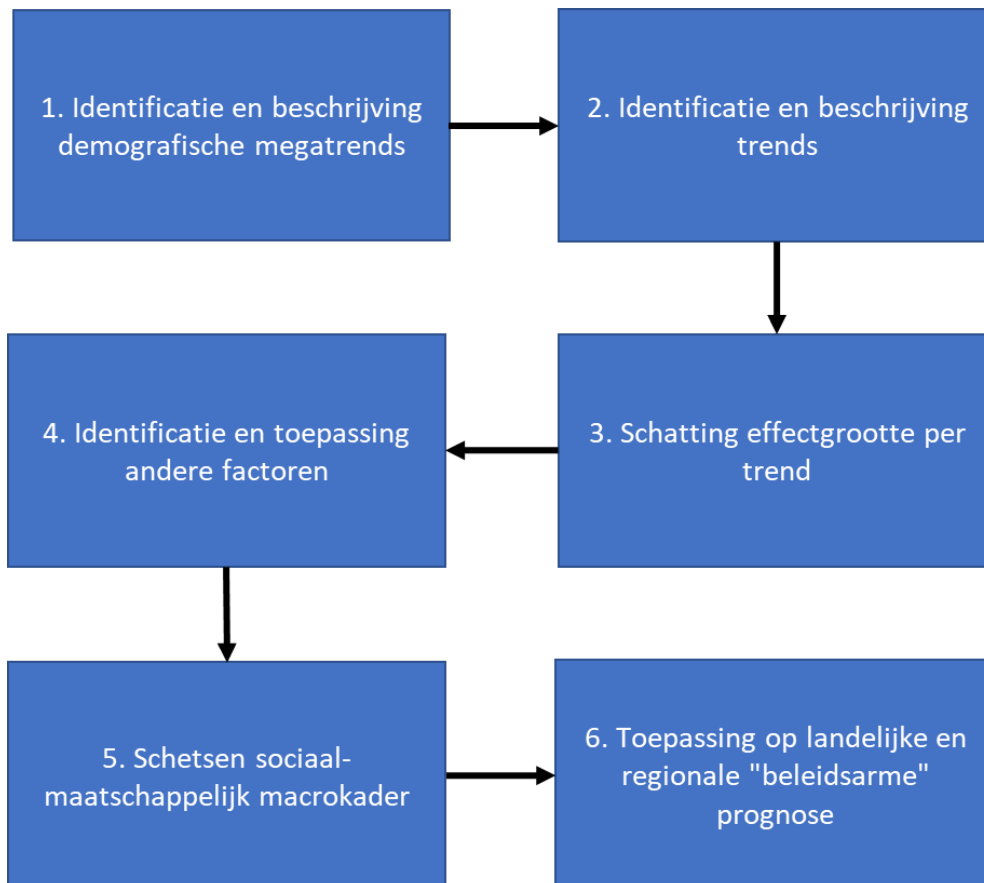 1. Identificatie en beschrijving
demografische megatrends
2. Identificatie en beschrijving
trends
3. Schatting effectgrootte per
trend
4. Identificatie en toepassing
andere factoren
5. Schetsen sociaal-
maatschappelijk macrokader
6. Toepassing op landelijke en
regionale "beleidsarme"
prognose